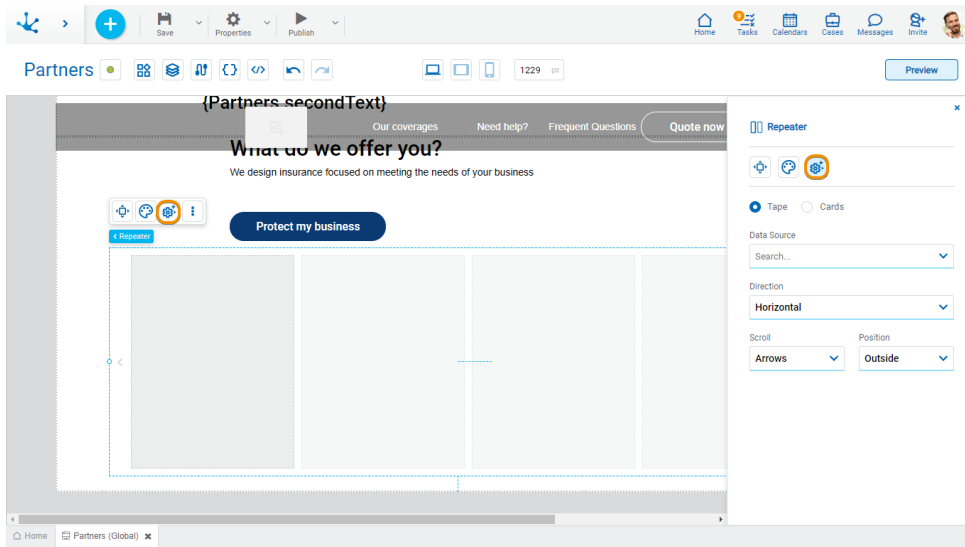 Save
Properties
Publish
Home
9
Tasks
Calendars
Cases
Messages
Invite
Partners
1229 px
Preview
{Partners secondText}
Our coverages
Need help?
Frequent Questions
Quote now
What do we offer you?
We design insurance focused on meeting the needs of your business
Protect my business
Repeater
Repeater
Tape
Cards
Data Source
Search...
Direction
Horizontal
Scroll
Position
Arrows
Outside
Home
Partners (Global)